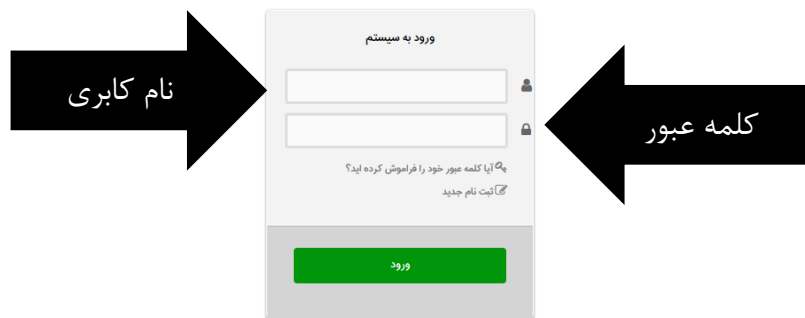 ورود به سیستم
نام کابری
کلمه عبور
آیا کلمه عبور خود را فراموش کرده اید؟
ثبت نام جدید
ورود